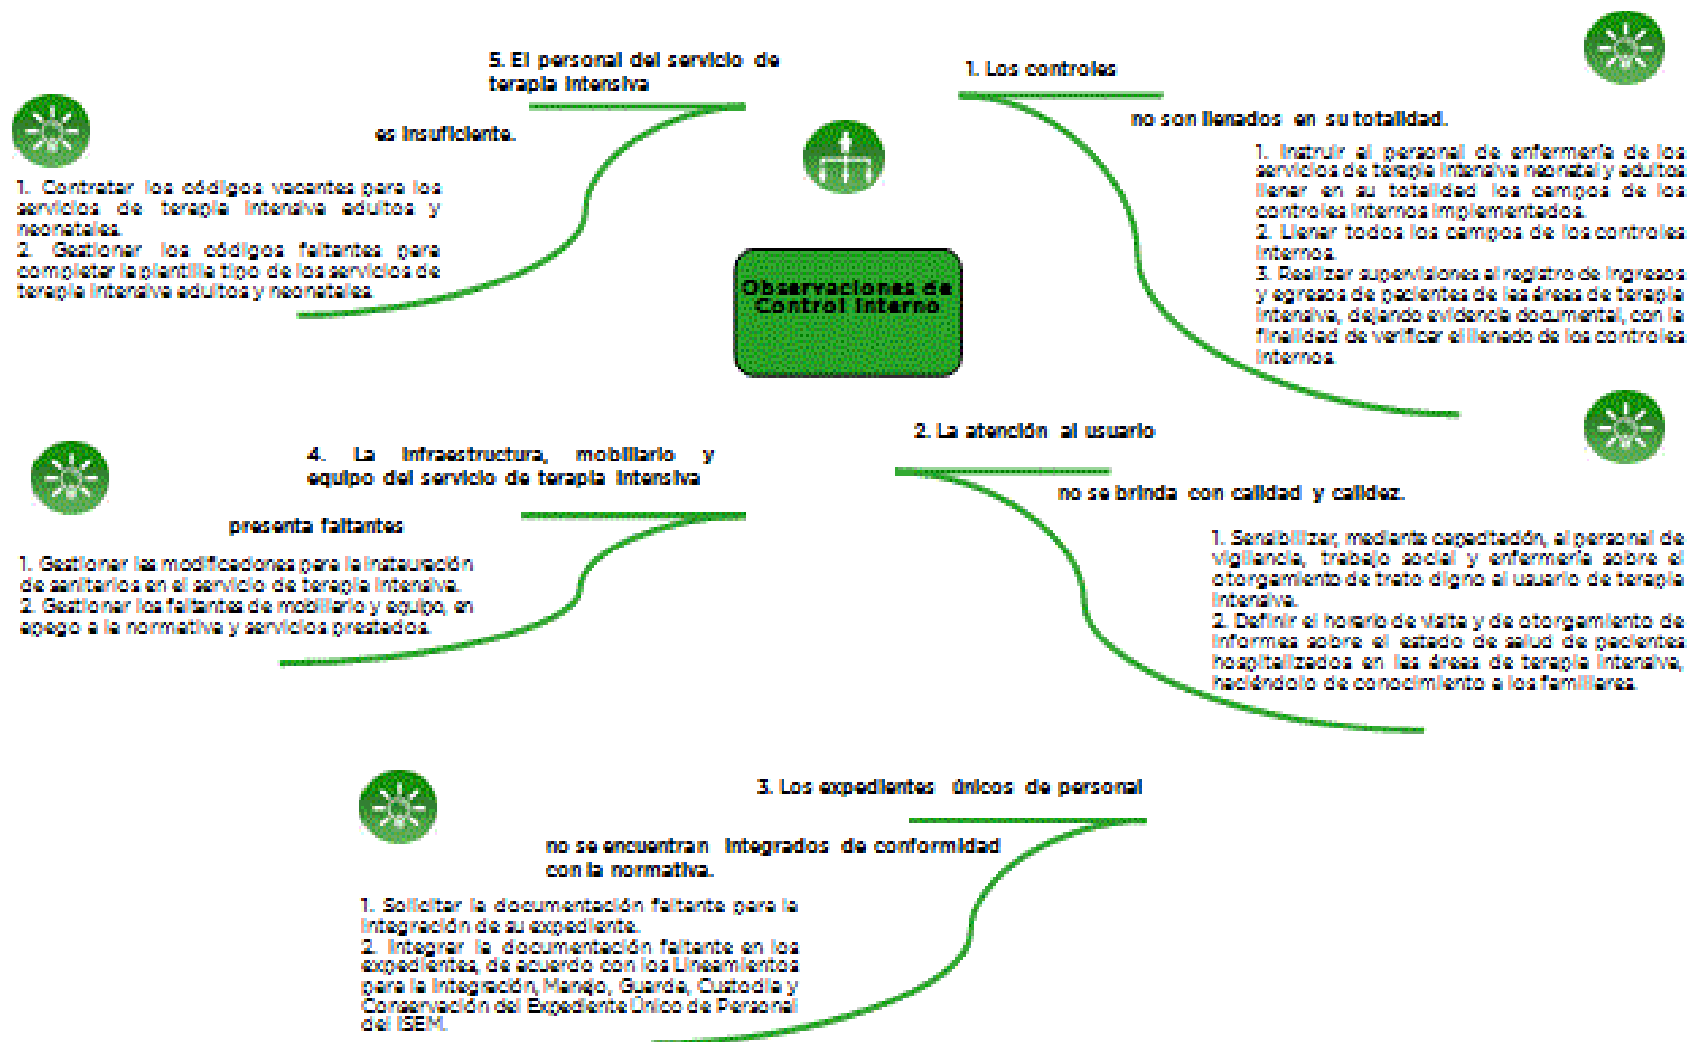 Observaciones de
Control Interno
1. Los controles
no son llenados en su totalidad.
1. Instruir al personal de enfermería de los
servicios de terapia intensiva neonatal y adultos
llenar en su totalidad los campos de los
controles internos implementados.
2. Llenar todos los campos de los controles
internos.
3. Realizar supervisiones al registro de ingresos
y egresos de pacientes de las áreas de terapia
intensiva, dejando evidencia documental, con la
finalidad de verificar el llenado de los controles
internos.
2. La atención al usuario
no se brinda con calidad y calidez.
1. Sensibilizar, mediante capacitación, al personal de
vigilancia, trabajo social y enfermería sobre el
otorgamiento de trato digno al usuario de terapia
intensiva.
2. Definir el horario de visita y de otorgamiento de
informes sobre el estado de salud de pacientes
hospitalizados en las áreas de terapia intensiva,
haciéndolo de conocimiento a los familiares.
3. Los expedientes únicos de personal
no se encuentran integrados de conformidad
con la normativa.
1. Solicitar la documentación faltante para la
integración de su expediente.
2. Integrar la documentación faltante en los
expedientes, de acuerdo con los Lineamientos
para la Integración, Manejo, Guarda, Custodia y
Conservación del Expediente Único de Personal
del ISEM.
4. La infraestructura, mobiliario y
equipo del servicio de terapia intensiva
presenta faltantes
1. Gestionar las modificaciones para la instauración
de sanitarios en el servicio de terapia intensiva.
2. Gestionar los faltantes de mobiliario y equipo, en
apego a la normativa y servicios prestados.
5. El personal del servicio de
terapia intensiva
es insuficiente.
1. Contratar los códigos vacantes para los
servicios de terapia intensiva adultos y
neonatales.
2. Gestionar los códigos faltantes para
completar la plantilla tipo de los servicios de
terapia intensiva adultos y neonatales.